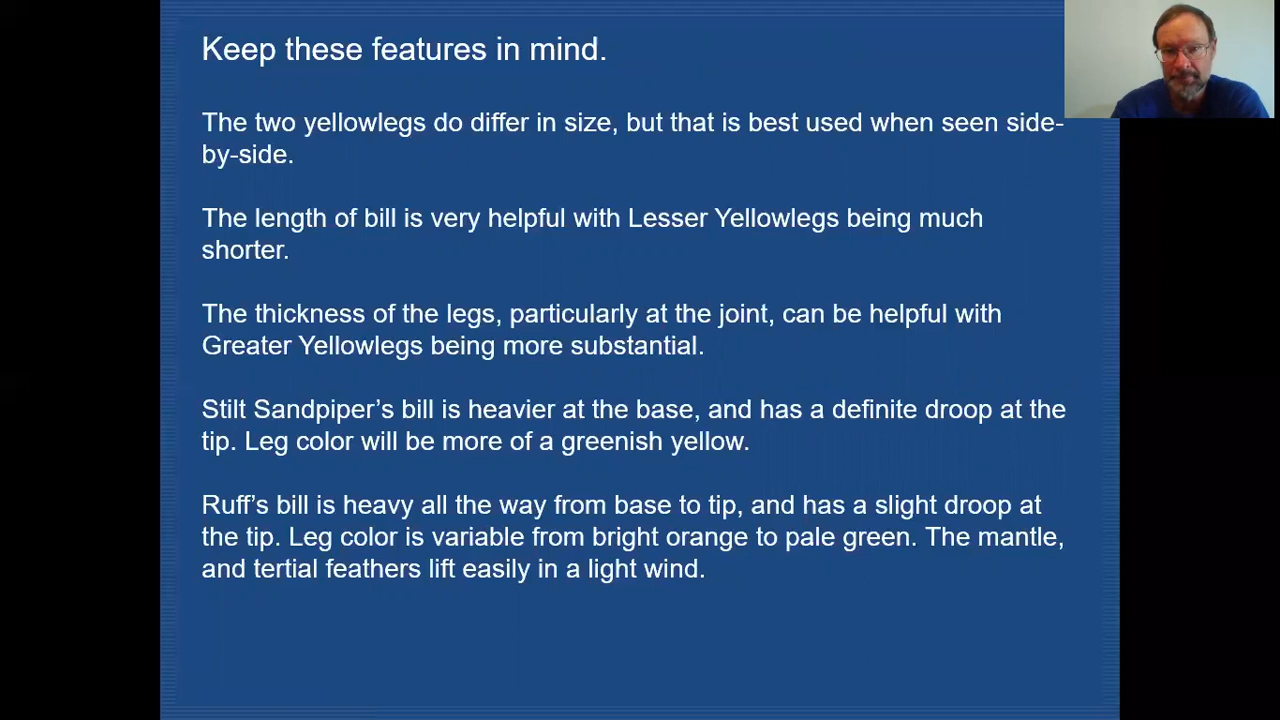 Keep these features in mind.
The two yellowlegs do differ in size, but that is best used when seen side-
by-side.
The length of bill is very helpful with Lesser Yellowlegs being much
shorter.
The thickness of the legs, particularly at the joint, can be helpful with
Greater Yellowlegs being more substantial.
Stilt Sandpiper’s bill is heavier at the base, and has a definite droop at the
tip. Leg color will be more of a greenish yellow.
Ruff’s bill is heavy all the way from base to tip, and has a slight droop at
the tip. Leg color is variable from bright orange to pale green. The mantle,
and tertial feathers lift easily in a light wind.